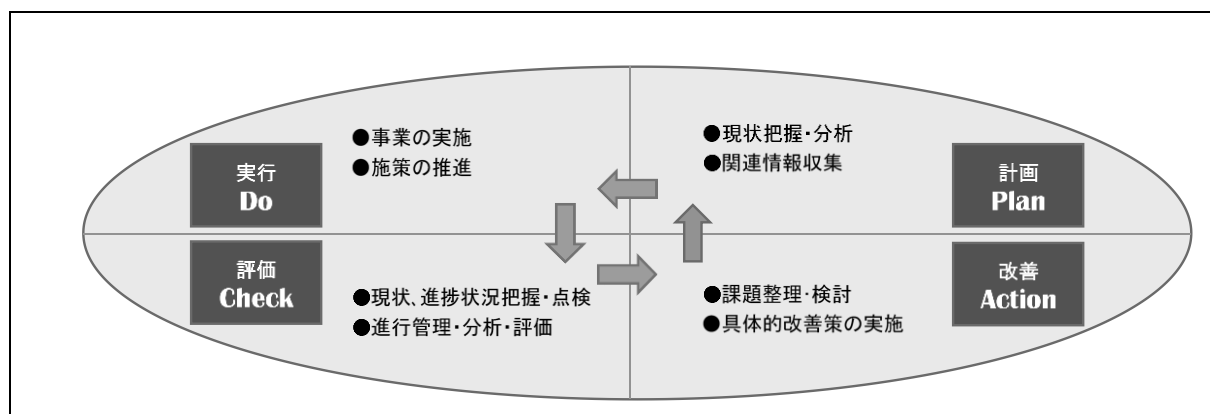 ●事業の実施
●施策の推進
実行
Do
●現状把握・分析
●関連情報収集
計画
Plan
評価
Check
●現状、進捗状況把握・点検
●進行管理・分析・評価
●課題整理・検討
●具体的改善策の実施
改善
Action